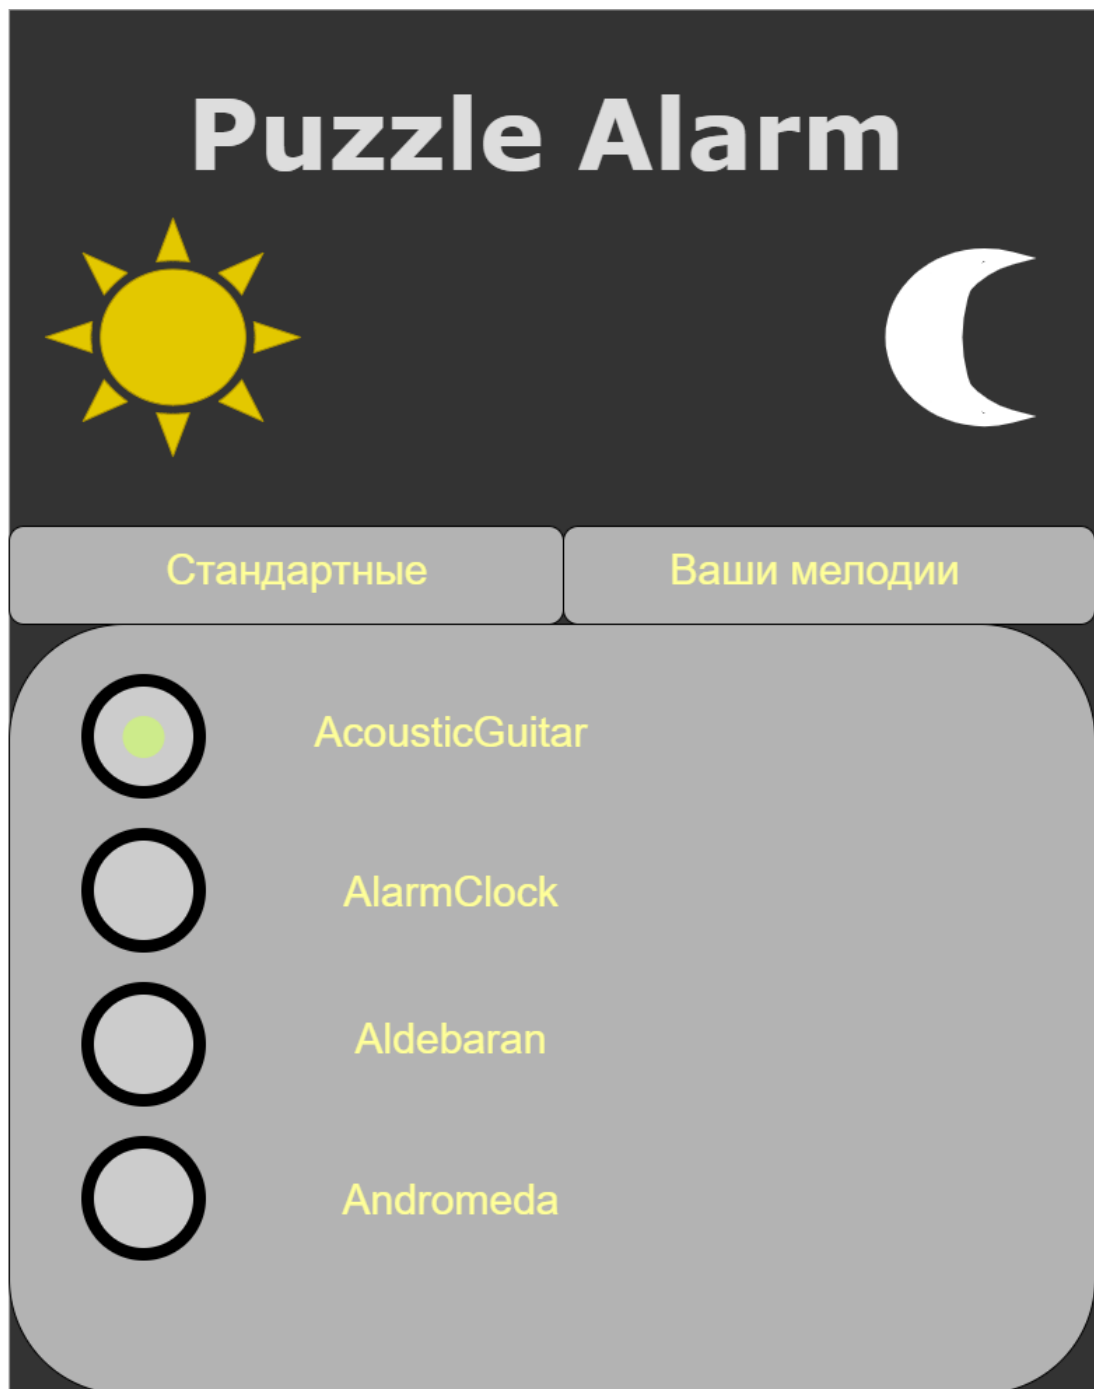 Puzzle Alarm
Стандартные
Ваши мелодии
AcousticGuitar
AlarmClock
Aldebaran
Andromeda